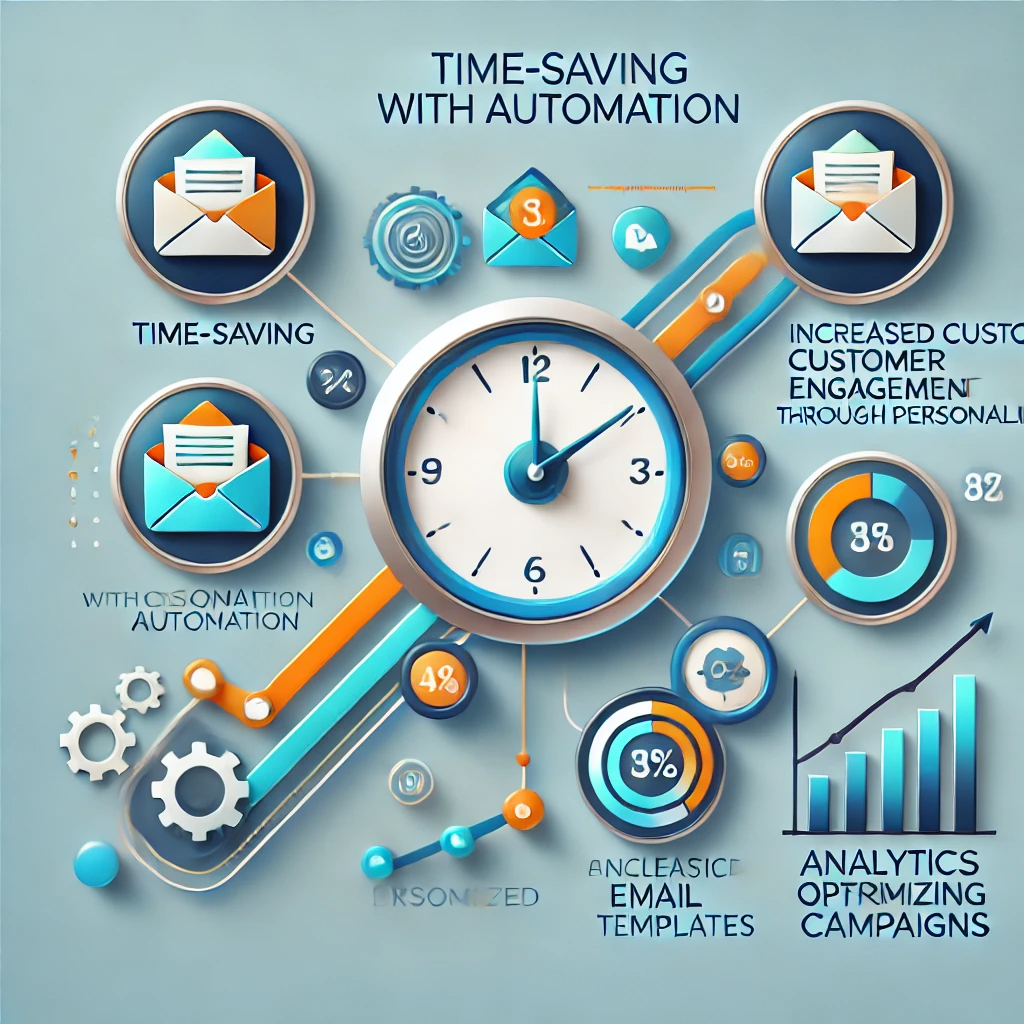 TIME-SAVING
WITH AUTOMATION
TIME-SAVING
INCREASED CUSTO
CUSTOMER
ENGAGEMENT
THROUGH PERSONALI
12
3
6
9
82
AUTOMATION
4%
3%
EMAIL
TEMPLATES
ANALYTICS
CAMPAIGNS